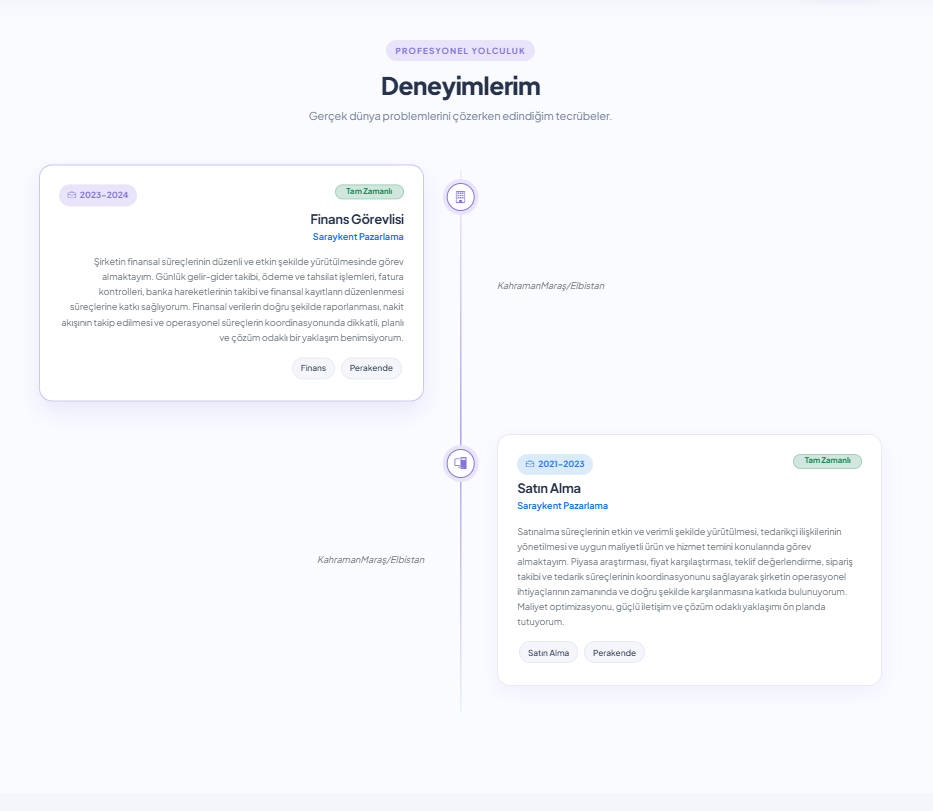 PROFESYONEL YOLCULUK
Deneyimlerim
Gerçek dünya problemlerini çözerken edindiğim tecrübeler.
2023–2024
Tam Zamanlı
Finans Görevlisi
Saraykent Pazarlama
Şirketin finansal süreçlerinin düzenli ve etkin şekilde yürütülmesinde görev
almaktayım. Günlük gelir-gider takibi, ödeme ve tahsilat işlemleri, fatura
kontrolleri, banka hareketlerinin takibi ve finansal kayıtların düzenlenmesi
süreçlerine katkı sağlıyorum. Finansal verilerin doğru şekilde raporlanması, nakit
akışının takip edilmesi ve operasyonel süreçlerin koordinasyonunda dikkatli, planlı
ve çözüm odaklı bir yaklaşım benimsiyorum.
Finans
Perakende
KahramanMaraş/Elbistan
2021–2023
Tam Zamanlı
Satın Alma
Saraykent Pazarlama
Satınalma süreçlerinin etkin ve verimli şekilde yürütülmesi, tedarikçi ilişkilerinin
yönetilmesi ve uygun maliyetli ürün ve hizmet temini konularında görev
almaktayım. Piyasa araştırması, fiyat karşılaştırması, teklif değerlendirme, sipariş
takibi ve tedarik süreçlerinin koordinasyonunu sağlayarak şirketin operasyonel
ihtiyaçlarının zamanında ve doğru şekilde karşılanmasına katkıda bulunuyorum.
Maliyet optimizasyonu, güçlü iletişim ve çözüm odaklı yaklaşımı ön planda
tutuyorum.
Satın Alma
Perakende
KahramanMaraş/Elbistan